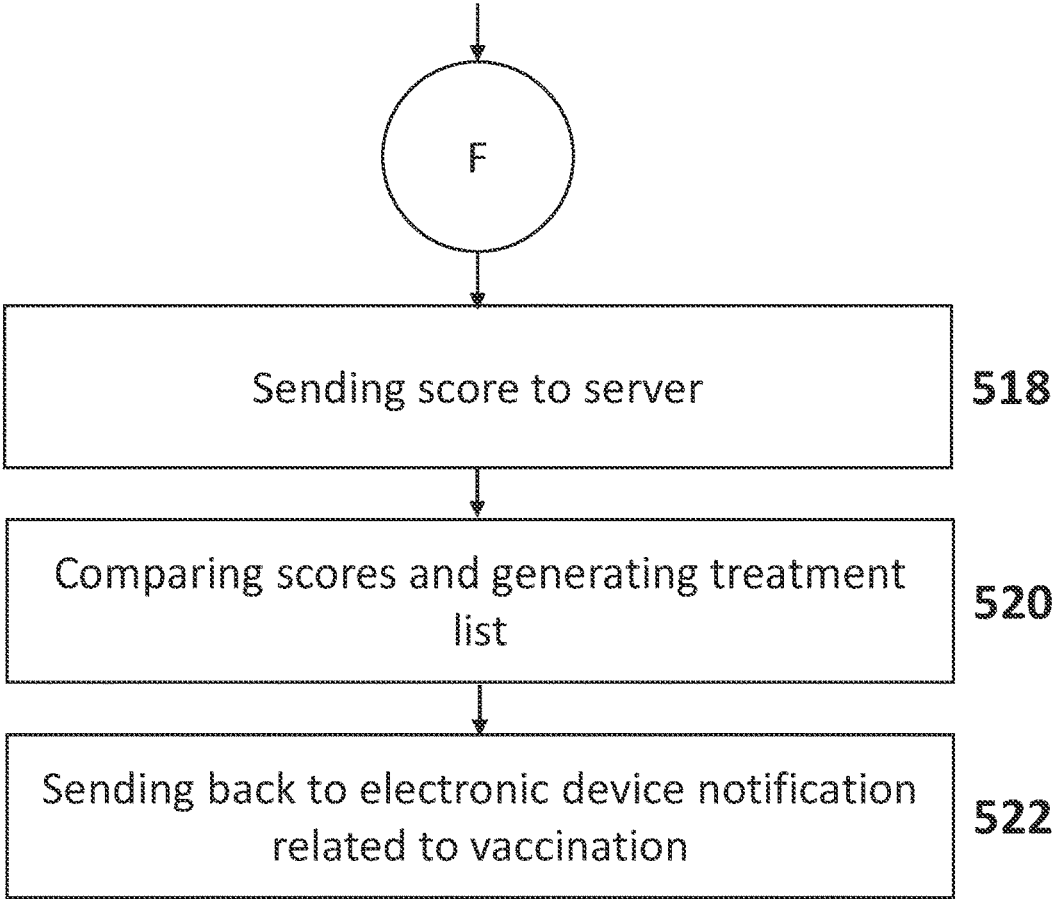 F
Sending score to server
518
Comparing scores and generating treatment
list
520
Sending back to electronic device notification
related to vaccination
522